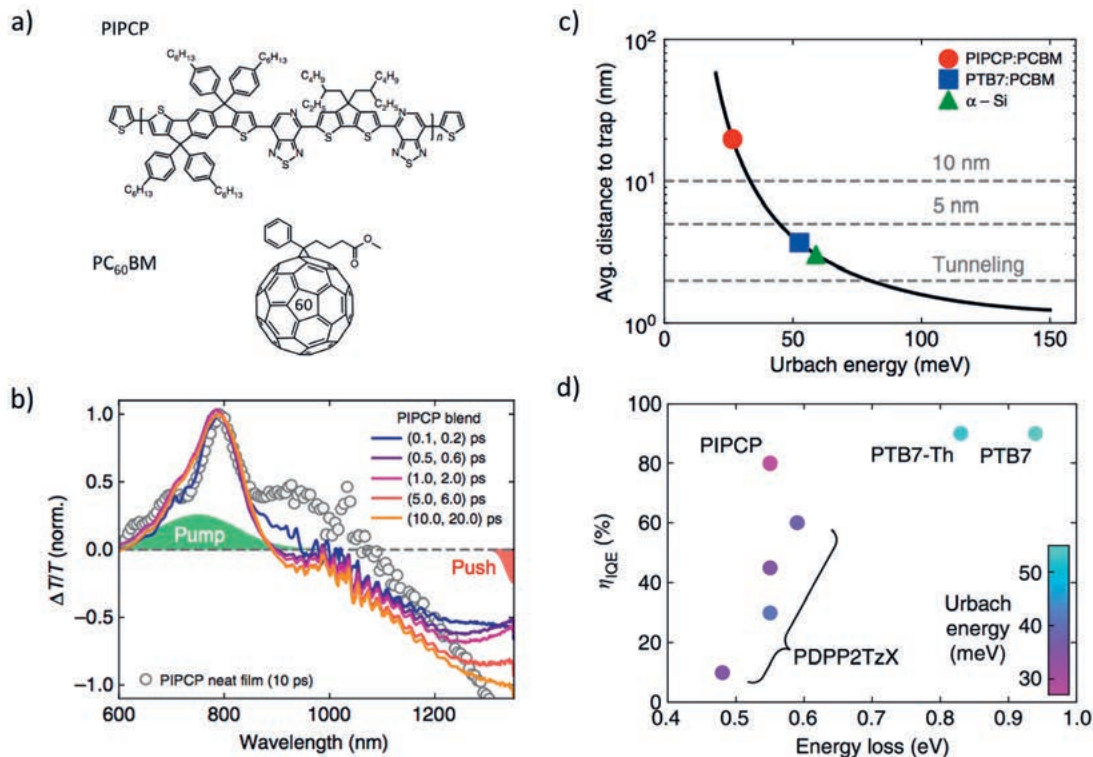 a)
PIPCP
C₆H₁₃
C₆H₁₃
C₄H₉
C₄H₉
C₂H₅
C₂H₅
S
S
S
N
S
S
N
S
n
N
N
S
N
N
S
C₆H₁₃
C₆H₁₃
PC₆₀BM
O
O
60
b)
ΔT/T (norm.)
1.0
0.5
0.0
−0.5
−1.0
PIPCP blend
(0.1, 0.2) ps
(0.5, 0.6) ps
(1.0, 2.0) ps
(5.0, 6.0) ps
(10.0, 20.0) ps
Pump
Push
PIPCP neat film (10 ps)
600
800
1000
1200
Wavelength (nm)
c)
Avg. distance to trap (nm)
10²
10¹
10⁰
PIPCP:PCBM
PTB7:PCBM
α – Si
10 nm
5 nm
Tunneling
0
50
100
150
Urbach energy (meV)
d)
ηIQE (%)
100
80
60
40
20
0
PIPCP
PTB7-Th
PTB7
PDPP2TzX
Urbach
energy
(meV)
50
40
30
0.4
0.5
0.6
0.7
0.8
0.9
1.0
Energy loss (eV)